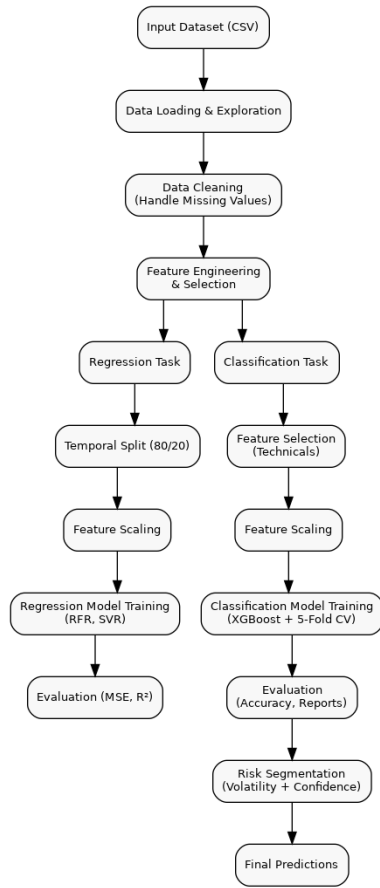 Input Dataset (CSV)
Data Loading & Exploration
Data Cleaning
(Handle Missing Values)
Feature Engineering
& Selection
Regression Task
Classification Task
Temporal Split (80/20)
Feature Selection
(Technicals)
Feature Scaling
Feature Scaling
Regression Model Training
(RFR, SVR)
Classification Model Training
(XGBoost + 5-Fold CV)
Evaluation (MSE, R²)
Evaluation
(Accuracy, Reports)
Risk Segmentation
(Volatility + Confidence)
Final Predictions